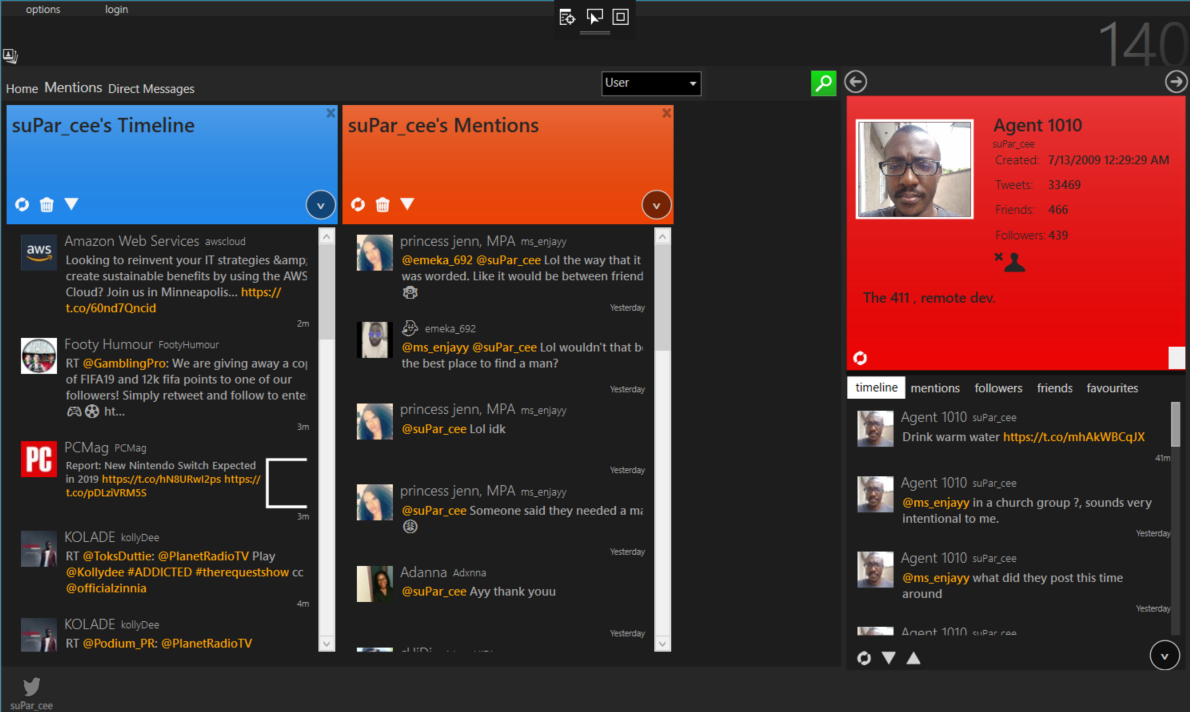 options login
140
Home Mentions Direct Messages
User
suPar_cee's Timeline
Amazon Web Services awscloud
aws
Looking to reinvent your IT strategies &amp;
create sustainable benefits by using the AWS
Cloud? Join us in Minneapolis... https://
t.co/60nd7Qncid
2m
Footy Humour FootyHumour
RT @GamblingPro: We are giving away a co
of FIFA19 and 12k fifa points to one of our
followers! Simply retweet and follow to ente
ht...
3m
PCMag PCMag
PC
Report: New Nintendo Switch Expected
in 2019 https://t.co/hN8URwI2ps https://
t.co/pDLziVRM5S
3m
KOLADE kollyDee
RT @ToksDuttie: @PlanetRadioTV Play
@Kollydee #ADDICTED #therequestshow cc
@officialzinnia
4m
KOLADE kollyDee
RT @Podium_PR: @PlanetRadioTV
suPar_cee's Mentions
princess jenn, MPA ms_enjayy
@emeka_692 @suPar_cee Lol the way that it
was worded. Like it would be between friend
Yesterday
emeka_692
@ms_enjayy @suPar_cee Lol wouldn't that b
the best place to find a man?
Yesterday
princess jenn, MPA ms_enjayy
@suPar_cee Lol idk
Yesterday
princess jenn, MPA ms_enjayy
@suPar_cee Someone said they needed a ma
Yesterday
Adanna Adxnna
@suPar_cee Ayy thank youu
Yesterday
Agent 1010
suPar_cee
Created: 7/13/2009 12:29:29 AM
Tweets: 33469
Friends: 466
Followers: 439
The 411 , remote dev.
timeline mentions followers friends favourites
Agent 1010 suPar_cee
Drink warm water https://t.co/mhAkWBCqJX
41m
Agent 1010 suPar_cee
@ms_enjayy in a church group ?, sounds very
intentional to me.
Yesterday
Agent 1010 suPar_cee
@ms_enjayy what did they post this time
around
Yesterday
Agent 1010 suPar_cee
suPar_cee